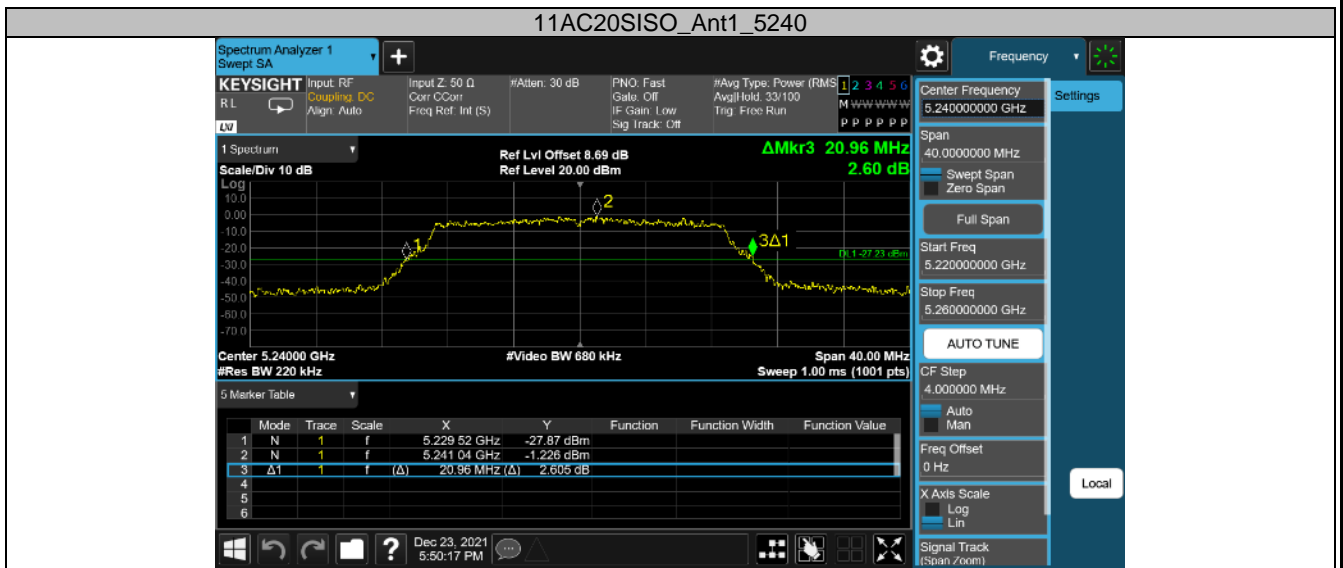 11AC20SISO_Ant1_5240
Spectrum Analyzer 1
Swept SA
+
Frequency
KEYSIGHT
Input: RF
Input Z: 50 Ω
#Atten: 30 dB
PNO: Fast
#Avg Type: Power (RMS
1 2 3 4 5 6
R L
Coupling: DC
Corr CCorr
Gate: Off
Avg|Hold: 33/100
M W W W W W
Align: Auto
Freq Ref: Int (S)
IF Gain: Low
Trig: Free Run
LXI
Sig Track: Off
P P P P P P
Center Frequency
5.240000000 GHz
Settings
Span
40.0000000 MHz
Swept Span
Zero Span
Full Span
Start Freq
5.220000000 GHz
Stop Freq
5.260000000 GHz
AUTO TUNE
CF Step
4.000000 MHz
Auto
Man
Freq Offset
0 Hz
X Axis Scale
Log
Lin
Signal Track
(Span Zoom)
Local
1 Spectrum
Ref Lvl Offset 8.69 dB
ΔMkr3 20.96 MHz
Scale/Div 10 dB
Ref Level 20.00 dBm
2.60 dB
Log
10.0
0.00
-10.0
-20.0
-30.0
-40.0
-50.0
-60.0
-70.0
1
2
3Δ1
DL1 -27.23 dBm
Center 5.24000 GHz
#Video BW 680 kHz
Span 40.00 MHz
#Res BW 220 kHz
Sweep 1.00 ms (1001 pts)
5 Marker Table
Mode Trace Scale X Y Function Function Width Function Value
1 N 1 f 5.229 52 GHz -27.87 dBm
2 N 1 f 5.241 04 GHz -1.226 dBm
3 Δ1 1 f (Δ) 20.96 MHz (Δ) 2.605 dB
4
5
6
?
Dec 23, 2021
5:50:17 PM